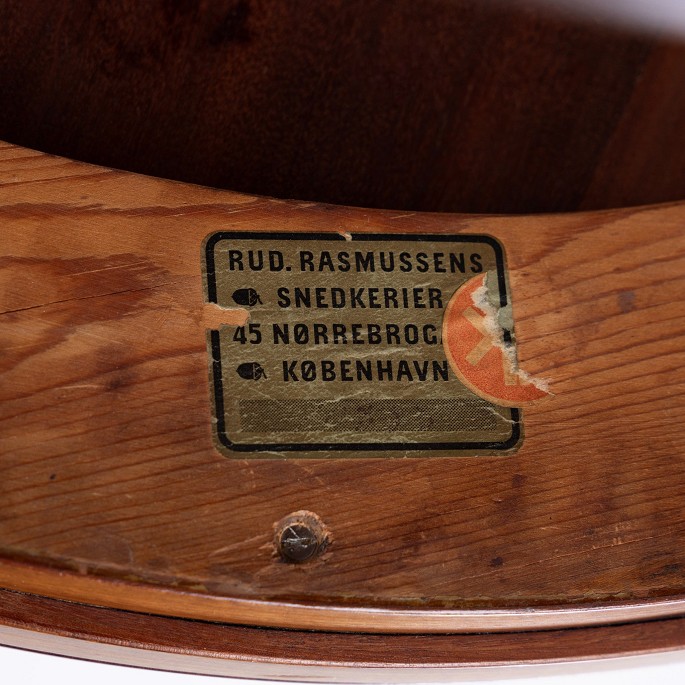 RUD. RASMUSSENS
SNEDKERIER
45 NØRREBROG
KØBENHAVN